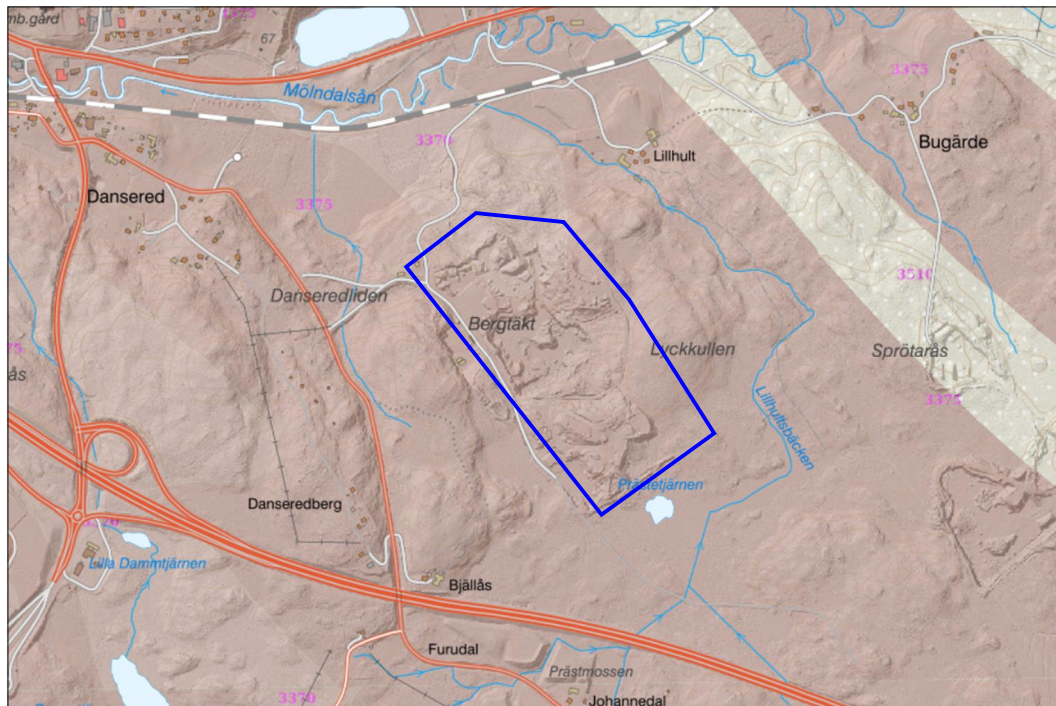 mb.gård
3375
67
Mölndalsån
3375
3370
Lillhult
Bugärde
Dansered
3375
3510
Danseredliden
Bergtäkt
Lyckkullen
Sprötarås
ås
3375
Lillhultsbäcken
Prästetjärnen
Danseredberg
Lilla Dammtjärnen
Bjällås
Furudal
Prästmossen
3370
Johannedal